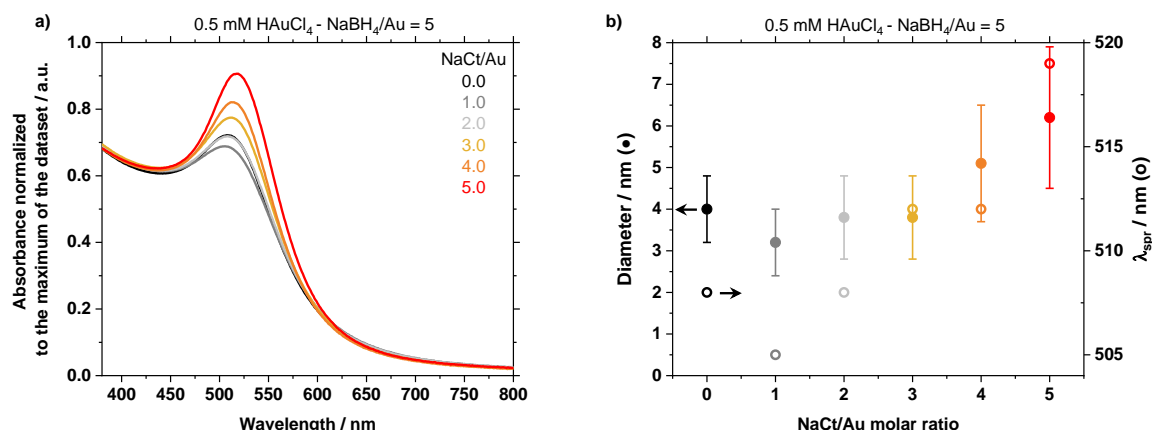 a)
0.5 mM HAuCl₄ - NaBH₄/Au = 5
Absorbance normalized
to the maximum of the dataset / a.u.
1.0
0.8
0.6
0.4
0.2
0.0
NaCt/Au
0.0
1.0
2.0
3.0
4.0
5.0
400 450 500 550 600 650 700 750 800
Wavelength / nm
b)
0.5 mM HAuCl₄ - NaBH₄/Au = 5
Diameter / nm (●)
8
7
6
5
4
3
2
1
0
520
515
510
505
λspr / nm (o)
0 1 2 3 4 5
NaCt/Au molar ratio